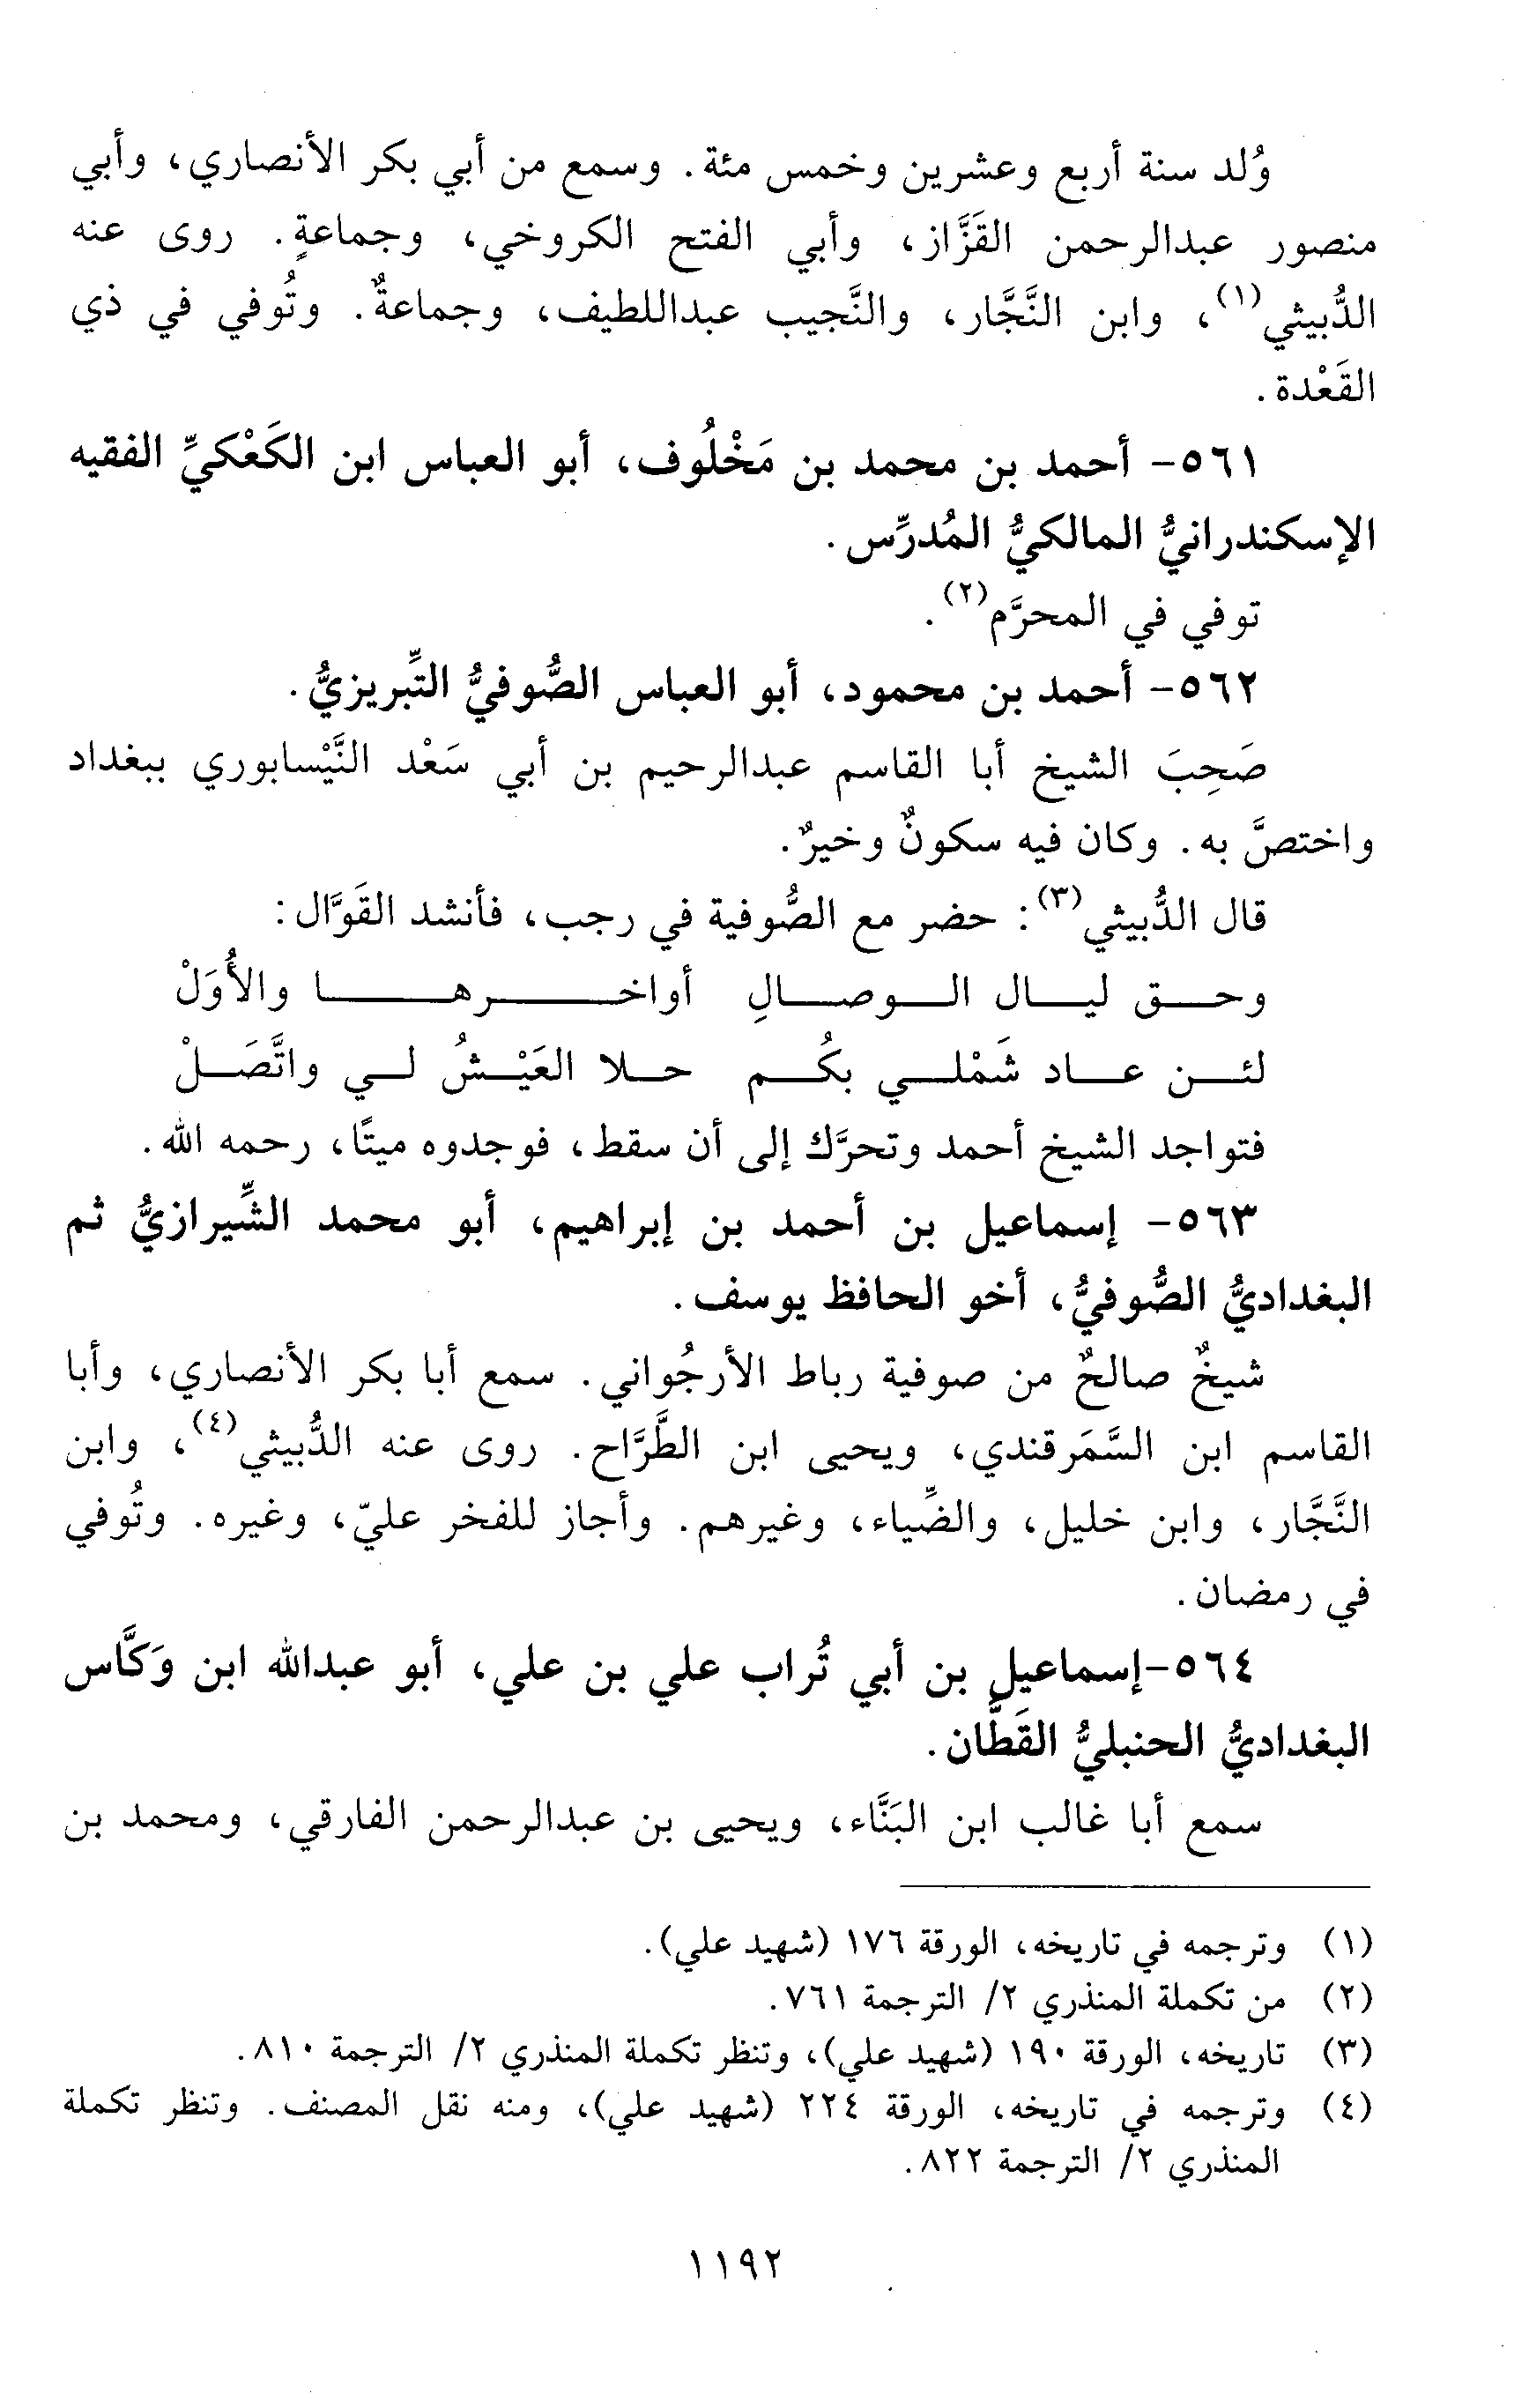 وُلد سنة أربع وعشرين وخمس مئة. وسمع من أبي بكر الأنصاري، وأبي
منصور عبدالرحمن القَزَّاز، وأبي الفتح الكروخي، وجماعةٍ. روى عنه
الدُّبيثي(١)، وابن النَّجَّار، والنَّجيب عبداللطيف، وجماعةٌ. وتُوفي في ذي
القَعْدة.
٥٦١- أحمد بن محمد بن مَخْلُوف، أبو العباس ابن الكَعْكيِّ الفقيه
الإسكندرانيُّ المالكيُّ المُدرِّس.
توفي في المحرَّم(٢).
٥٦٢- أحمد بن محمود، أبو العباس الصُّوفيُّ التِّبريزيُّ.
صَحِبَ الشيخ أبا القاسم عبدالرحيم بن أبي سَعْد النَّيْسابوري ببغداد
واختصَّ به. وكان فيه سكونٌ وخيرٌ.
قال الدُّبيثي(٣): حضر مع الصُّوفية في رجب، فأنشد القَوَّال:
وحق ليال الوصالِ أواخرها والأُوَلْ
لئن عاد شَمْلي بكُم حلا العَيْشُ لي واتَّصَلْ
فتواجد الشيخ أحمد وتحرَّك إلى أن سقط، فوجدوه ميتًا، رحمه الله.
٥٦٣- إسماعيل بن أحمد بن إبراهيم، أبو محمد الشِّيرازيُّ ثم
البغداديُّ الصُّوفيُّ، أخو الحافظ يوسف.
شيخٌ صالحٌ من صوفية رباط الأرجُواني. سمع أبا بكر الأنصاري، وأبا
القاسم ابن السَّمَرقندي، ويحيى ابن الطَّرَّاح. روى عنه الدُّبيثي(٤)، وابن
النَّجَّار، وابن خليل، والضِّياء، وغيرهم. وأجاز للفخر عليّ، وغيره. وتُوفي
في رمضان.
٥٦٤-إسماعيل بن أبي تُراب علي بن علي، أبو عبدالله ابن وَكَّاس
البغداديُّ الحنبليُّ القَطَّان.
سمع أبا غالب ابن البَنَّاء، ويحيى بن عبدالرحمن الفارقي، ومحمد بن
(١) وترجمه في تاريخه، الورقة ١٧٦ (شهيد علي).
(٢) من تكملة المنذري ٢/ الترجمة ٧٦١.
(٣) تاريخه، الورقة ١٩٠ (شهيد علي)، وتنظر تكملة المنذري ٢/ الترجمة ٨١٠.
(٤) وترجمه في تاريخه، الورقة ٢٢٤ (شهيد علي)، ومنه نقل المصنف. وتنظر تكملة
المنذري ٢/ الترجمة ٨٢٢.
١١٩٢